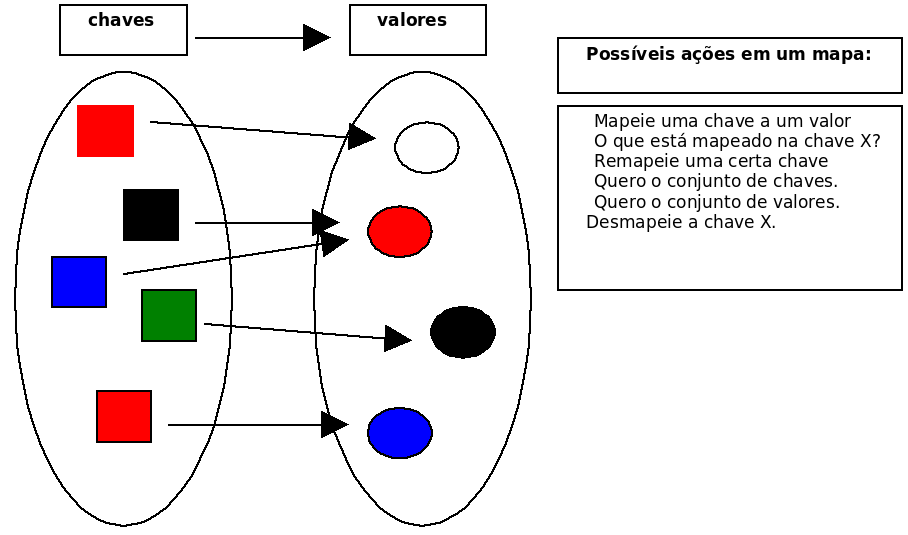 chaves
valores
Possíveis ações em um mapa:
Mapeie uma chave a um valor
O que está mapeado na chave X?
Remapeie uma certa chave
Quero o conjunto de chaves.
Quero o conjunto de valores.
Desmapeie a chave X.